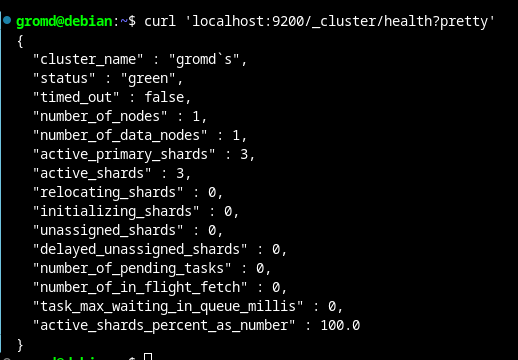 gromd@debian:~$ curl 'localhost:9200/_cluster/health?pretty'
{
  "cluster_name" : "gromd`s",
  "status" : "green",
  "timed_out" : false,
  "number_of_nodes" : 1,
  "number_of_data_nodes" : 1,
  "active_primary_shards" : 3,
  "active_shards" : 3,
  "relocating_shards" : 0,
  "initializing_shards" : 0,
  "unassigned_shards" : 0,
  "delayed_unassigned_shards" : 0,
  "number_of_pending_tasks" : 0,
  "number_of_in_flight_fetch" : 0,
  "task_max_waiting_in_queue_millis" : 0,
  "active_shards_percent_as_number" : 100.0
}
gromd@debian:~$